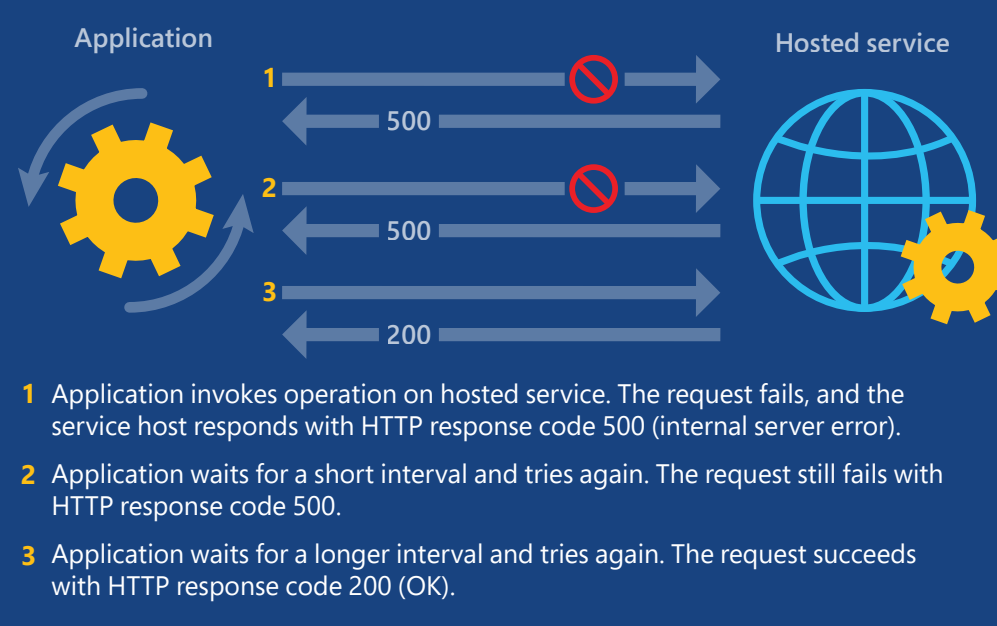 Application
Hosted service
1
500
2
500
3
200
1 Application invokes operation on hosted service. The request fails, and the
service host responds with HTTP response code 500 (internal server error).
2 Application waits for a short interval and tries again. The request still fails with
HTTP response code 500.
3 Application waits for a longer interval and tries again. The request succeeds
with HTTP response code 200 (OK).